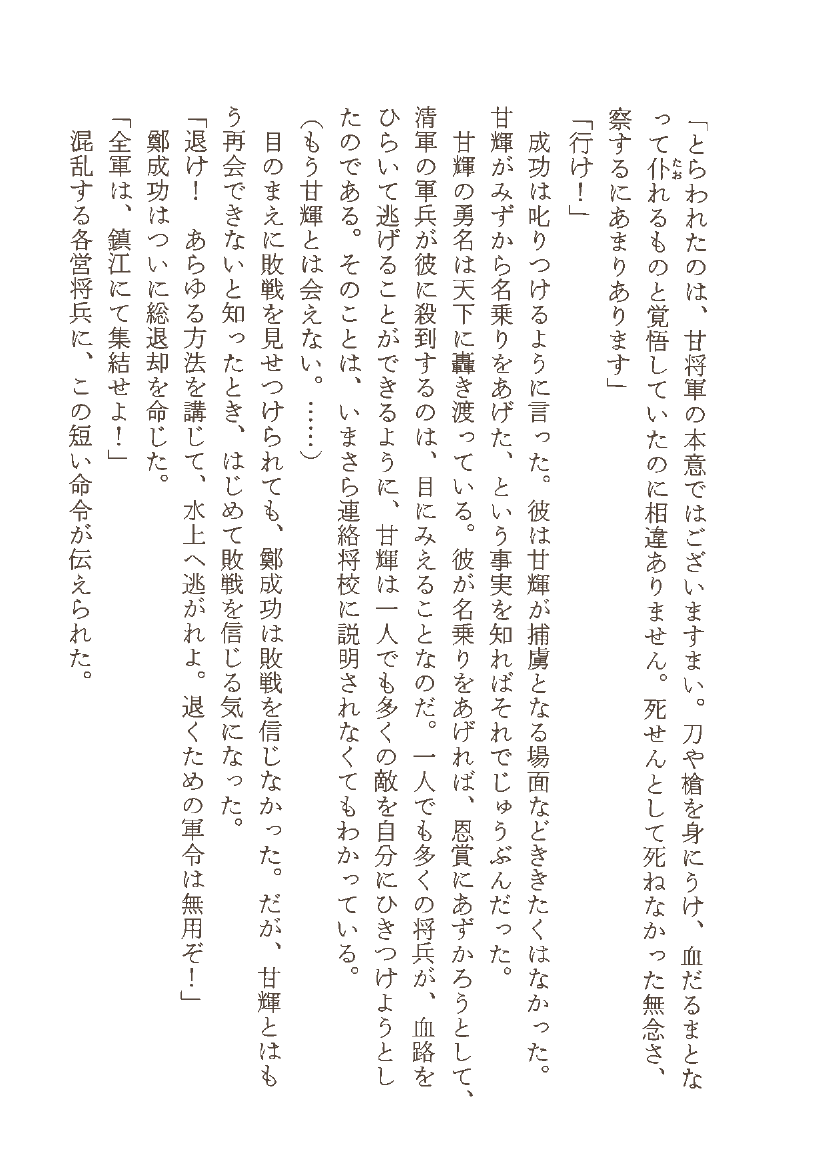 「とらわれたのは、甘将軍の本意ではございますまい。刀や槍を身にうけ、血だるまとな
って仆れるものと覚悟していたのに相違ありません。死せんとして死ねなかった無念さ、
たお
察するにあまりあります」
「行け！」
成功は叱りつけるように言った。彼は甘輝が捕虜となる場面などききたくはなかった。
甘輝がみずから名乗りをあげた、という事実を知ればそれでじゅうぶんだった。
甘輝の勇名は天下に轟き渡っている。彼が名乗りをあげれば、恩賞にあずかろうとして、
清軍の軍兵が彼に殺到するのは、目にみえることなのだ。一人でも多くの将兵が、血路を
ひらいて逃げることができるように、甘輝は一人でも多くの敵を自分にひきつけようとし
たのである。そのことは、いまさら連絡将校に説明されなくてもわかっている。
（もう甘輝とは会えない。……）
目のまえに敗戦を見せつけられても、鄭成功は敗戦を信じなかった。だが、甘輝とはも
う再会できないと知ったとき、はじめて敗戦を信じる気になった。
「退け！　あらゆる方法を講じて、水上へ逃がれよ。退くための軍令は無用ぞ！」
鄭成功はついに総退却を命じた。
「全軍は、鎮江にて集結せよ！」
混乱する各営将兵に、この短い命令が伝えられた。